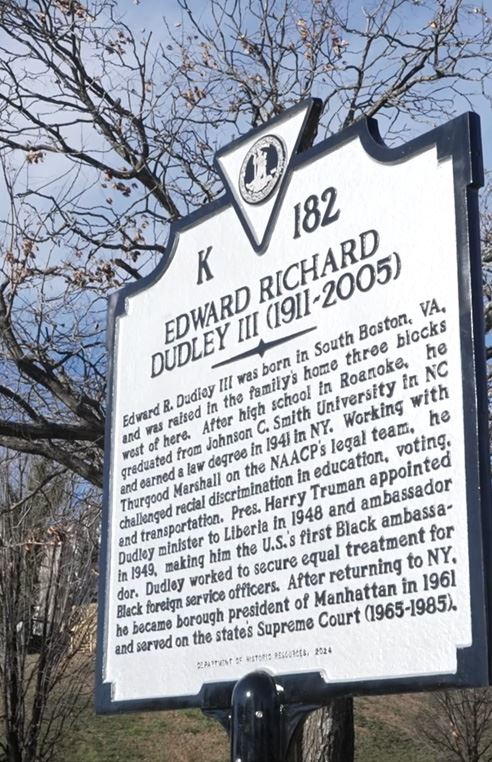 K 182
EDWARD RICHARD
DUDLEY III (1911-2005)
Edward R. Dudley III was born in South Boston, VA,
and was raised in the family's home three blocks
west of here. After high school in Roanoke, he
graduated from Johnson C. Smith University in NC
and earned a law degree in 1941 in NY. Working with
Thurgood Marshall on the NAACP's legal team, he
challenged racial discrimination in education, voting,
and transportation. Pres. Harry Truman appointed
Dudley minister to Liberia in 1948 and ambassador
in 1949, making him the U.S.'s first Black ambassa-
dor. Dudley worked to secure equal treatment for
Black foreign service officers. After returning to NY,
he became borough president of Manhattan in 1961
and served on the state's Supreme Court (1965-1985).
DEPARTMENT OF HISTORIC RESOURCES, 2024